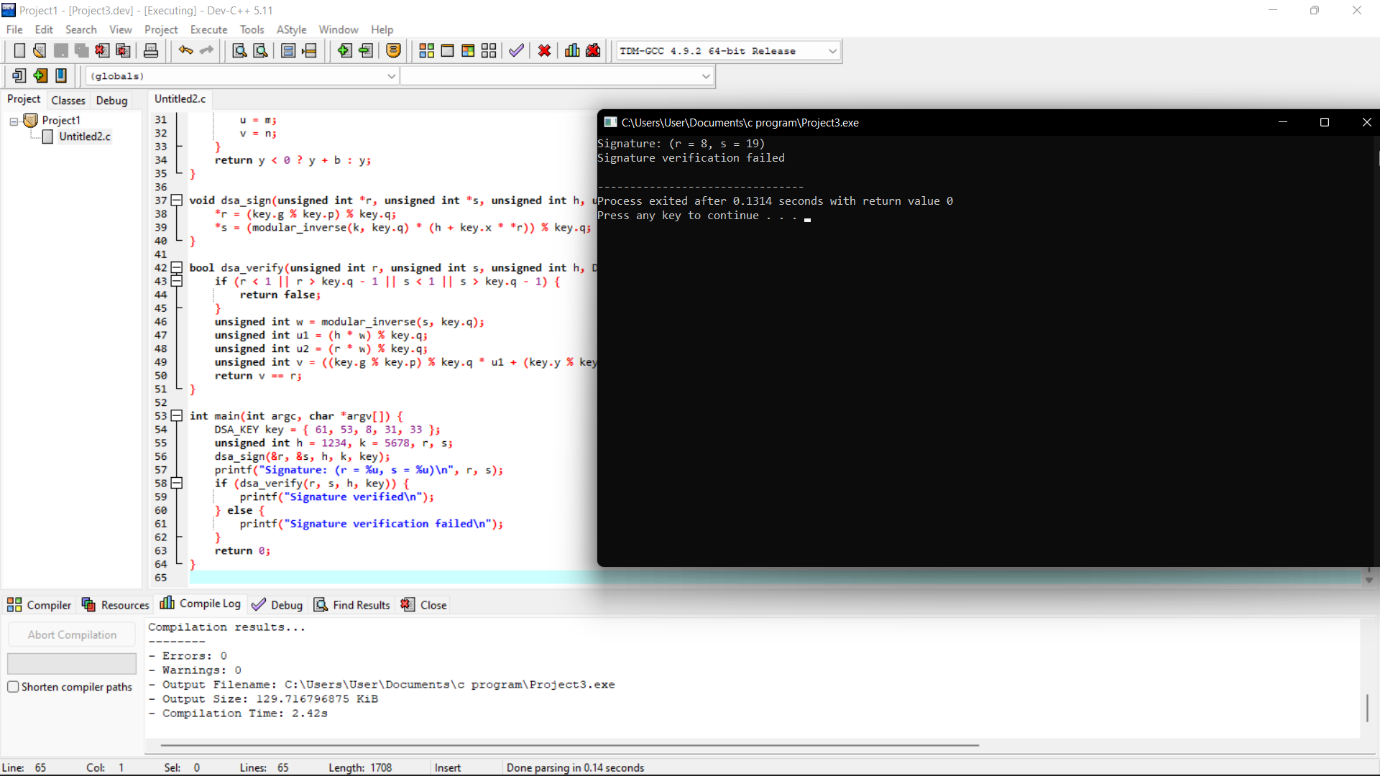 Project1 - [Project3.dev] - [Executing] - Dev-C++ 5.11
File Edit Search View Project Execute Tools AStyle Window Help
TDM-GCC 4.9.2 64-bit Release
(globals)
Project Classes Debug
Untitled2.c
Project1
Untitled2.c
31 u = m;
32 v = n;
33 }
34 return y < 0 ? y + b : y;
35 }
36
37 void dsa_sign(unsigned int *r, unsigned int *s, unsigned int h, u
38 *r = (key.g % key.p) % key.q;
39 *s = (modular_inverse(k, key.q) * (h + key.x * *r)) % key.q;
40 }
41
42 bool dsa_verify(unsigned int r, unsigned int s, unsigned int h, D
43 if (r < 1 || r > key.q - 1 || s < 1 || s > key.q - 1) {
44 return false;
45 }
46 unsigned int w = modular_inverse(s, key.q);
47 unsigned int u1 = (h * w) % key.q;
48 unsigned int u2 = (r * w) % key.q;
49 unsigned int v = ((key.g % key.p) % key.q * u1 + (key.y % key
50 return v == r;
51 }
52
53 int main(int argc, char *argv[]) {
54 DSA_KEY key = { 61, 53, 8, 31, 33 };
55 unsigned int h = 1234, k = 5678, r, s;
56 dsa_sign(&r, &s, h, k, key);
57 printf("Signature: (r = %u, s = %u)\n", r, s);
58 if (dsa_verify(r, s, h, key)) {
59 printf("Signature verified\n");
60 } else {
61 printf("Signature verification failed\n");
62 }
63 return 0;
64 }
65
C:\Users\User\Documents\c program\Project3.exe
Signature: (r = 8, s = 19)
Signature verification failed
--------------------------------
Process exited after 0.1314 seconds with return value 0
Press any key to continue . . .
Compiler Resources Compile Log Debug Find Results Close
Abort Compilation
Shorten compiler paths
Compilation results...
--------
- Errors: 0
- Warnings: 0
- Output Filename: C:\Users\User\Documents\c program\Project3.exe
- Output Size: 129.716796875 KiB
- Compilation Time: 2.42s
Line: 65 Col: 1 Sel: 0 Lines: 65 Length: 1708 Insert Done parsing in 0.14 seconds